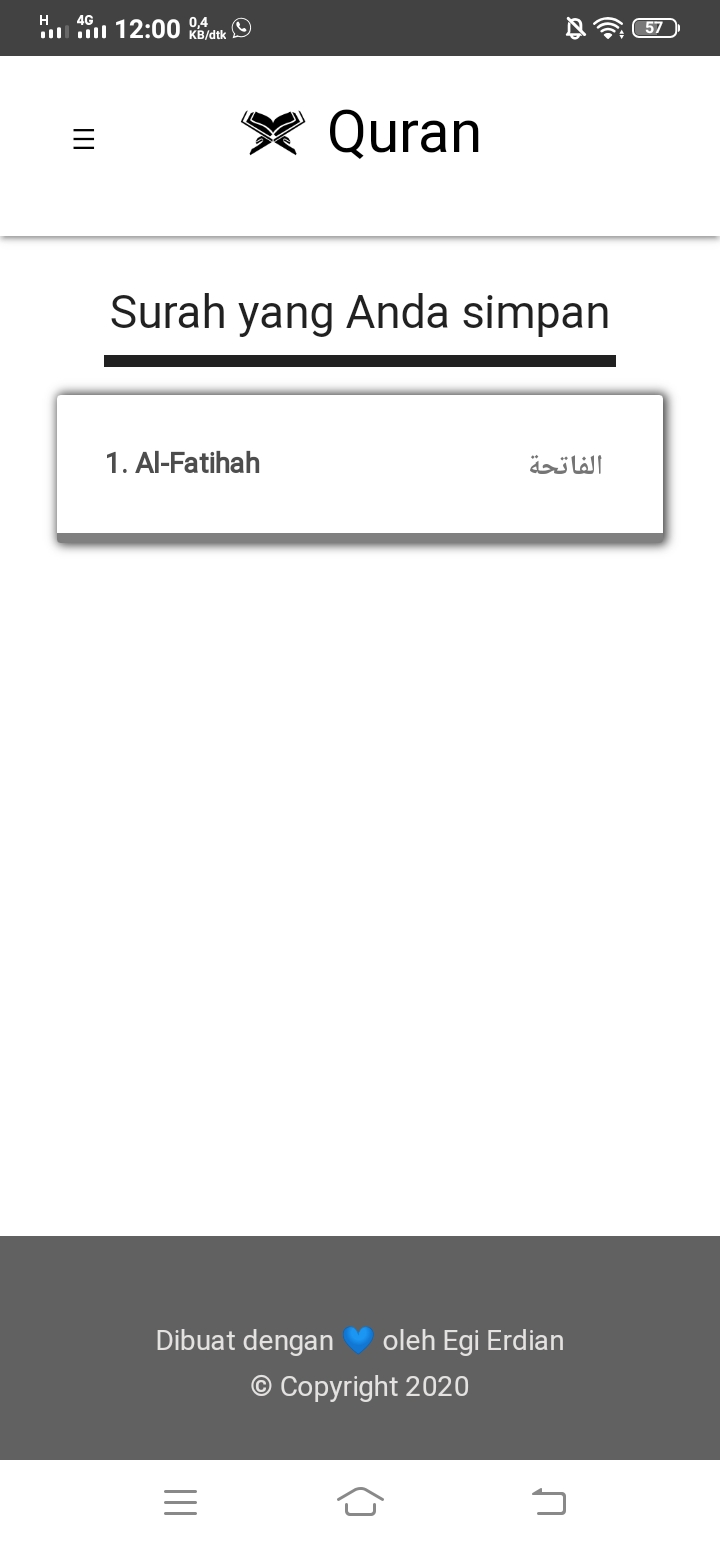 H 4G 12:00 0,4 KB/dtk 57
Quran
Surah yang Anda simpan
1. Al-Fatihah الفاتحة
Dibuat dengan 💙 oleh Egi Erdian
© Copyright 2020